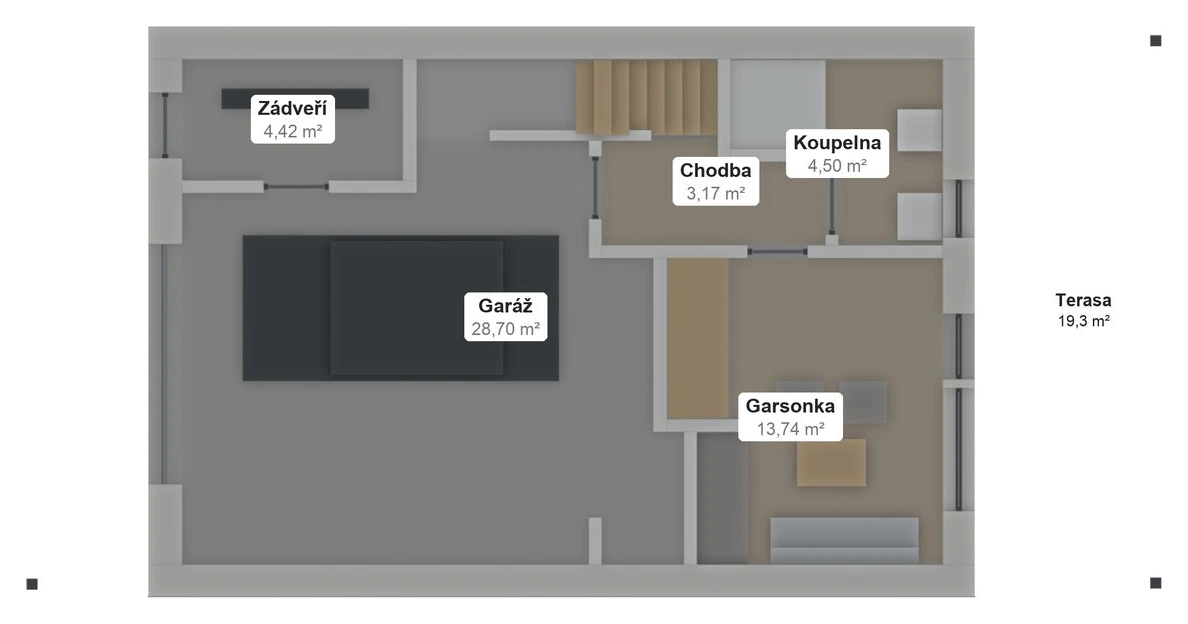 Zádveří
4,42 m²
Koupelna
4,50 m²
Chodba
3,17 m²
Garáž
28,70 m²
Terasa
19,3 m²
Garsonka
13,74 m²